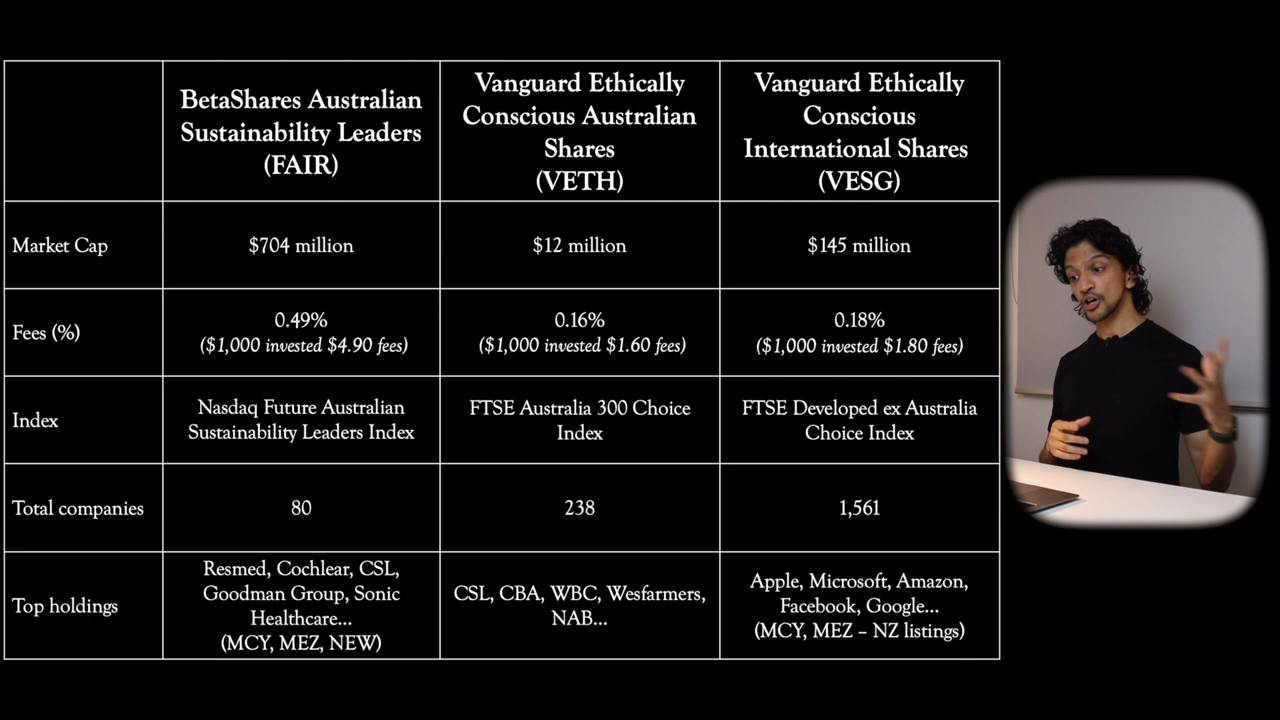 BetaShares Australian
Sustainability Leaders
(FAIR)
Vanguard Ethically
Conscious Australian
Shares
(VETH)
Vanguard Ethically
Conscious
International Shares
(VESG)
Market Cap
$704 million
$12 million
$145 million
Fees (%)
0.49%
($1,000 invested $4.90 fees)
0.16%
($1,000 invested $1.60 fees)
0.18%
($1,000 invested $1.80 fees)
Index
Nasdaq Future Australian
Sustainability Leaders Index
FTSE Australia 300 Choice
Index
FTSE Developed ex Australia
Choice Index
Total companies
80
238
1,561
Top holdings
Resmed, Cochlear, CSL,
Goodman Group, Sonic
Healthcare...
(MCY, MEZ, NEW)
CSL, CBA, WBC, Wesfarmers,
NAB...
Apple, Microsoft, Amazon,
Facebook, Google...
(MCY, MEZ – NZ listings)